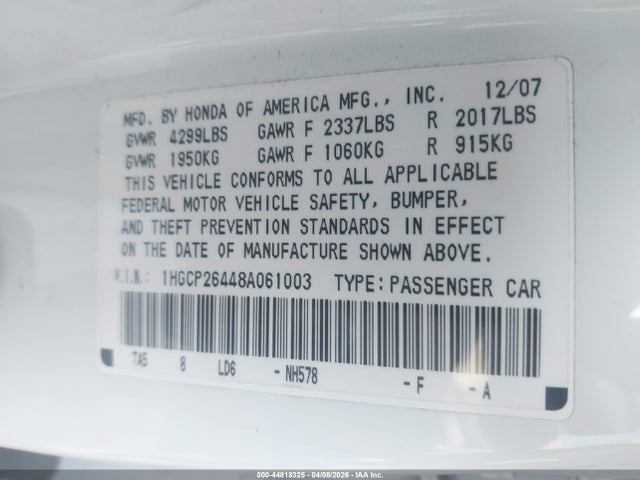 MFD. BY HONDA OF AMERICA MFG., INC. 12/07
GVWR 4299LBS GAWR F 2337LBS R 2017LBS
GVWR 1950KG GAWR F 1060KG R 915KG
THIS VEHICLE CONFORMS TO ALL APPLICABLE
FEDERAL MOTOR VEHICLE SAFETY, BUMPER,
AND THEFT PREVENTION STANDARDS IN EFFECT
ON THE DATE OF MANUFACTURE SHOWN ABOVE.
V.I.N.: 1HGCP26448A061003 TYPE: PASSENGER CAR
TA5 8 LD6 -NH578 -F -A
000-44818325 - 04/08/2026 - IAA Inc.